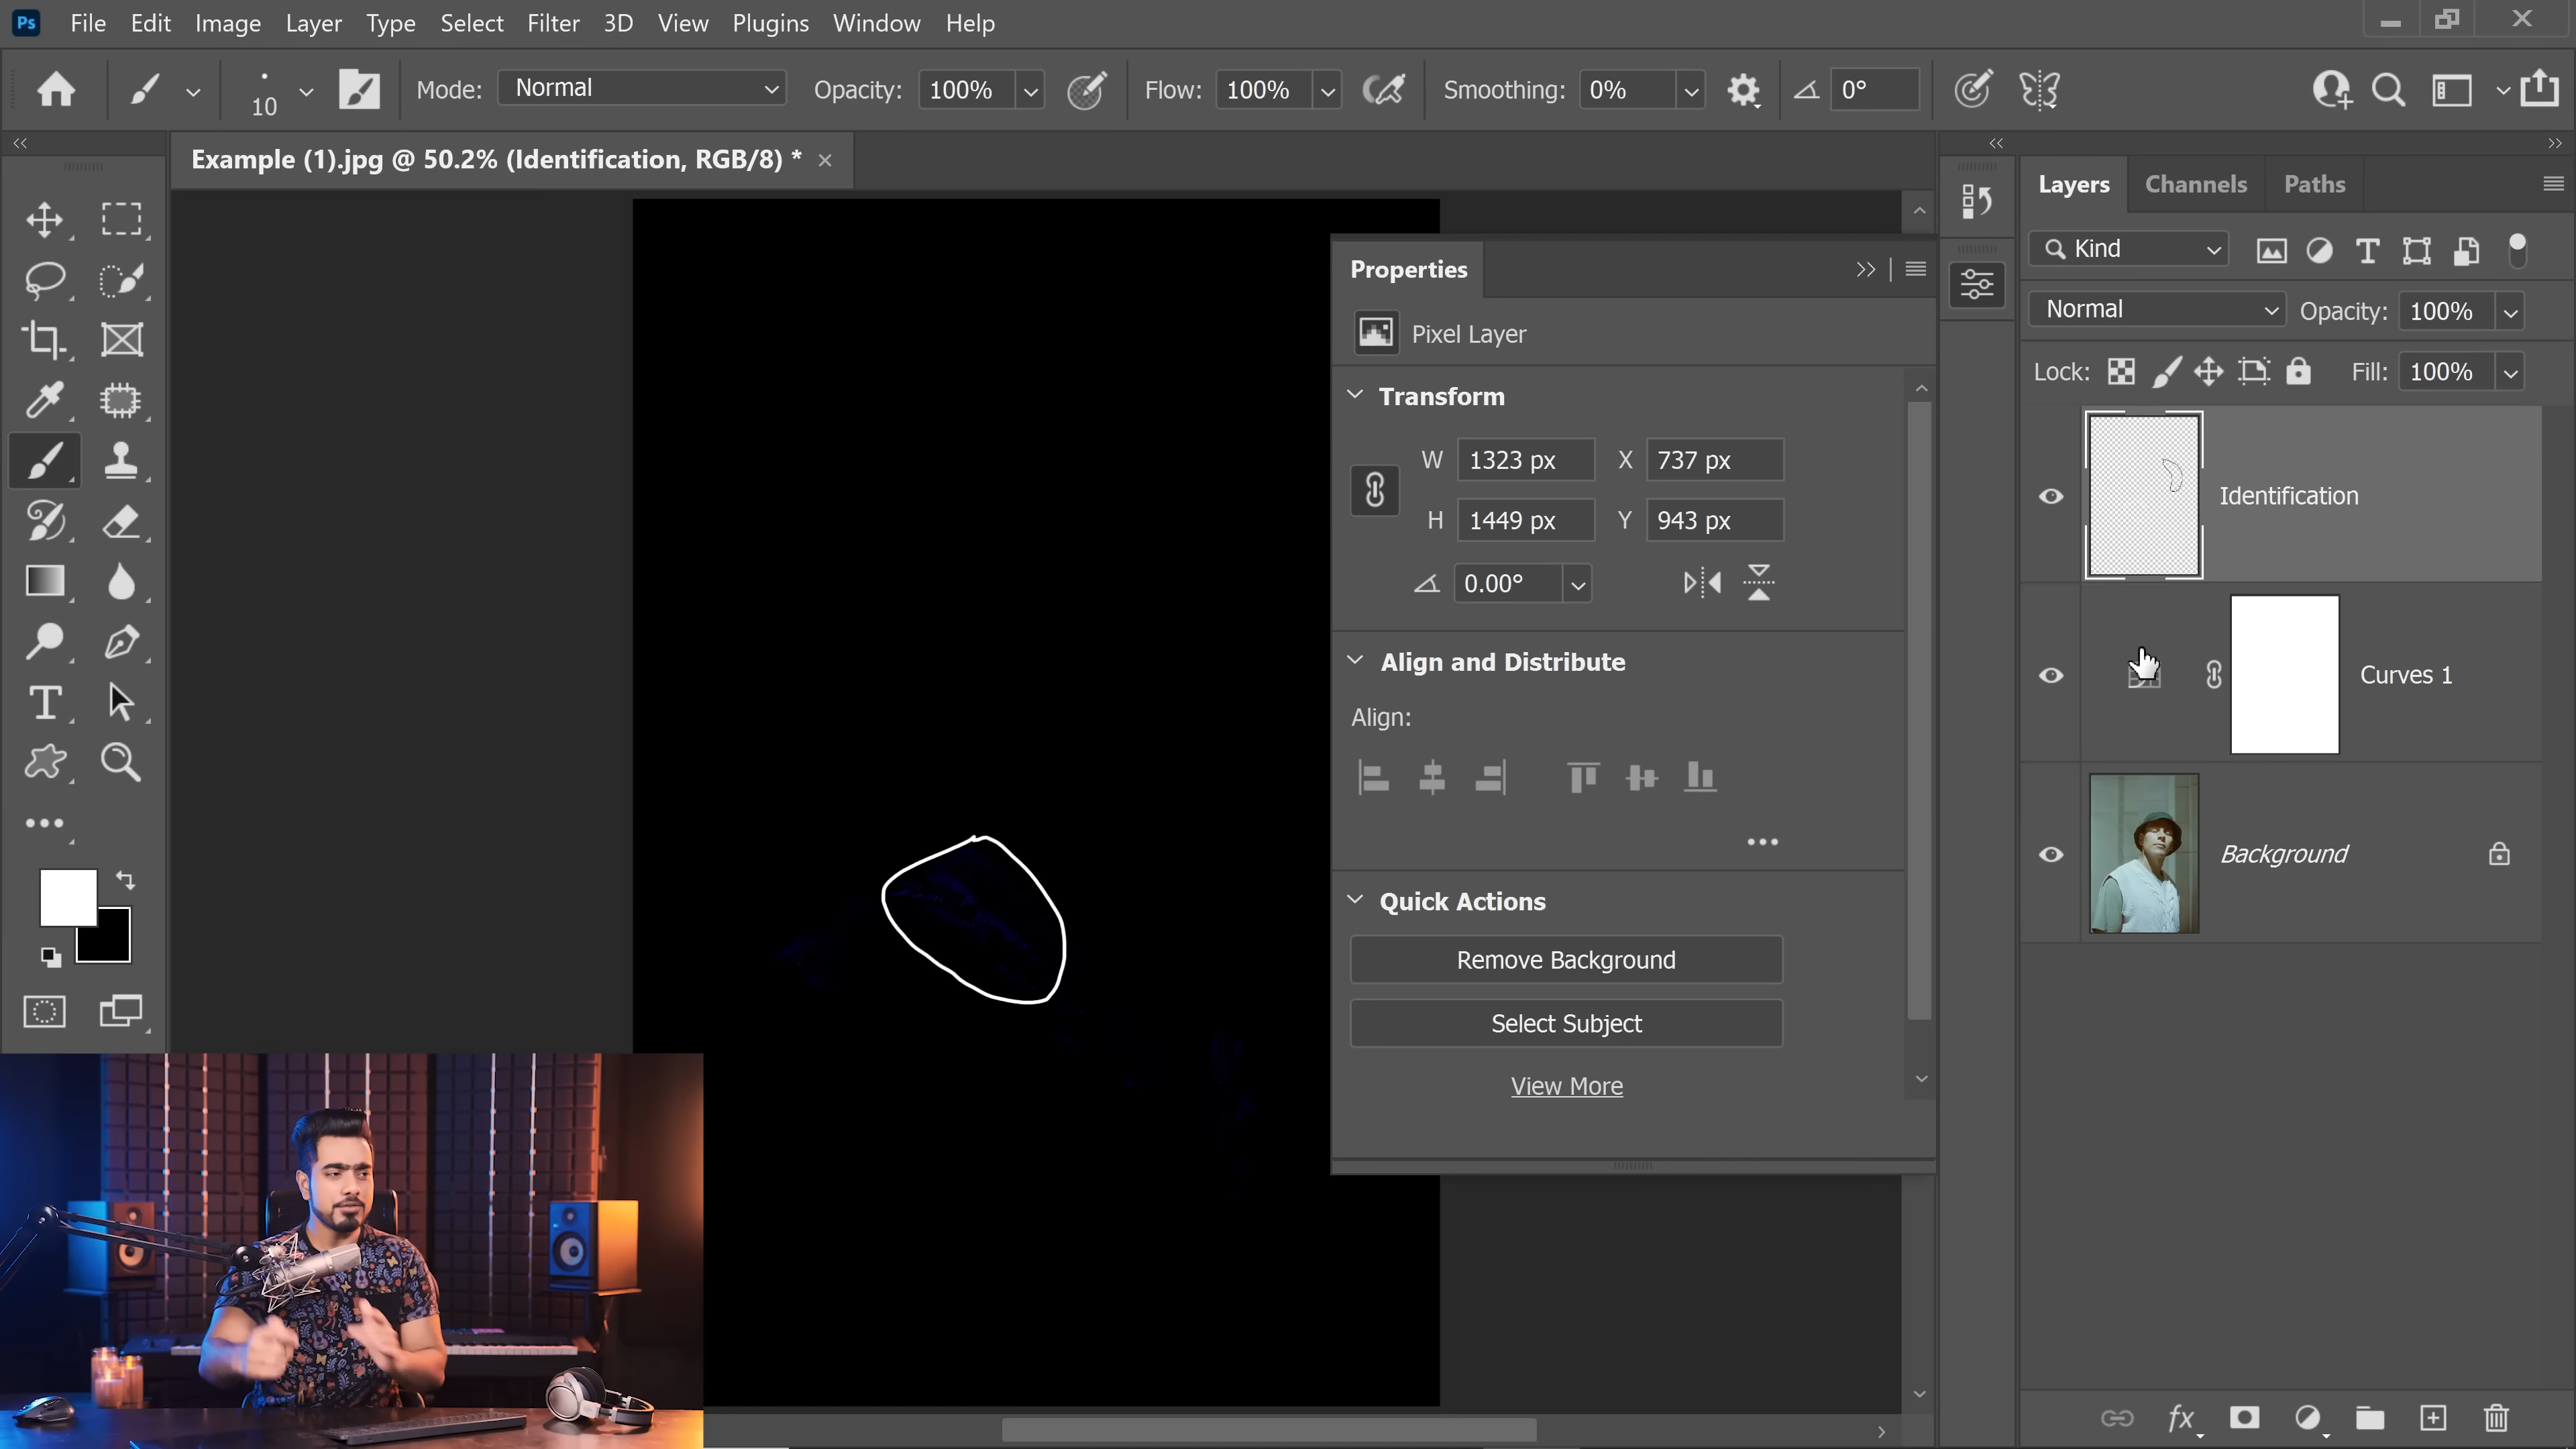 Ps File Edit Image Layer Type Select Filter 3D View Plugins Window Help
10 Mode: Normal Opacity: 100% Flow: 100% Smoothing: 0% 0°
Example (1).jpg @ 50.2% (Identification, RGB/8) *
Properties
Pixel Layer
Transform
W 1323 px X 737 px
H 1449 px Y 943 px
0.00°
Align and Distribute
Align:
Quick Actions
Remove Background
Select Subject
View More
Layers Channels Paths
Kind
Normal Opacity: 100%
Lock: Fill: 100%
Identification
Curves 1
Background
fx